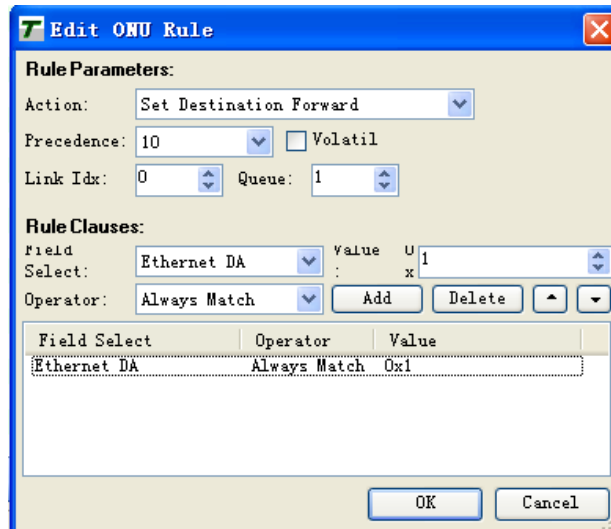 Edit ONU Rule
Rule Parameters:
Action: Set Destination Forward
Precedence: 10 Volatil
Link Idx: 0 Queue: 1
Rule Clauses:
Field Select: Ethernet DA Value : 0x 1
Operator: Always Match Add Delete
Field Select Operator Value
Ethernet DA Always Match 0x1
OK Cancel